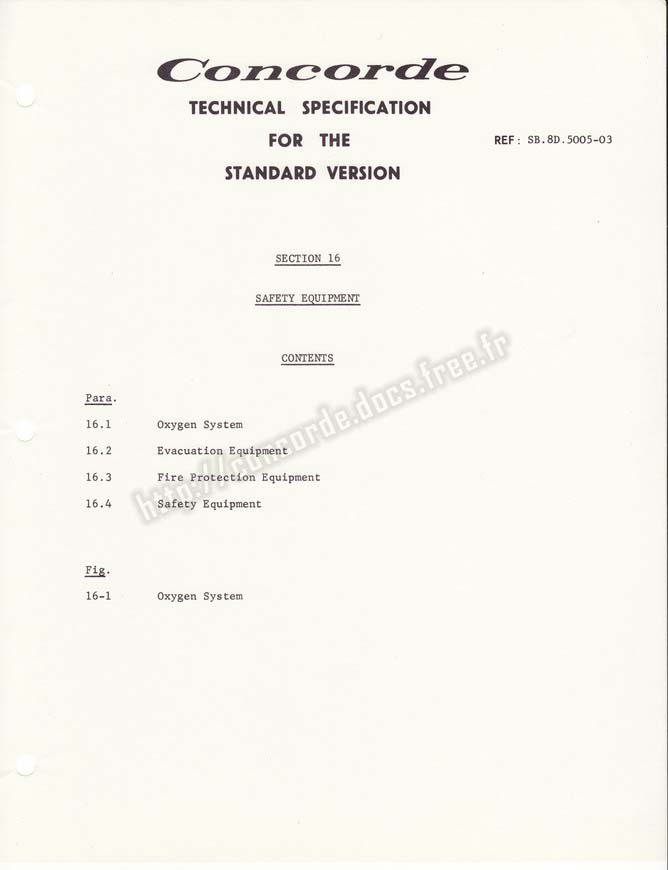 Concorde
TECHNICAL SPECIFICATION
FOR THE
STANDARD VERSION
REF: SB.8D.5005-03
SECTION 16
SAFETY EQUIPMENT
CONTENTS
Para.
16.1 Oxygen System
16.2 Evacuation Equipment
16.3 Fire Protection Equipment
16.4 Safety Equipment
Fig.
16-1 Oxygen System
http://concorde.docs.free.fr